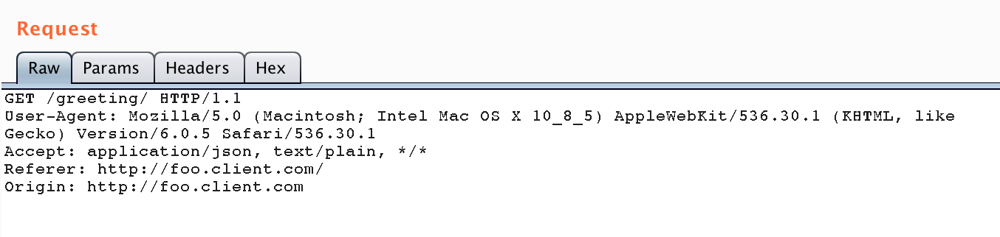 Request
Raw Params Headers Hex
GET /greeting/ HTTP/1.1
User-Agent: Mozilla/5.0 (Macintosh; Intel Mac OS X 10_8_5) AppleWebKit/536.30.1 (KHTML, like
Gecko) Version/6.0.5 Safari/536.30.1
Accept: application/json, text/plain, */*
Referer: http://foo.client.com/
Origin: http://foo.client.com